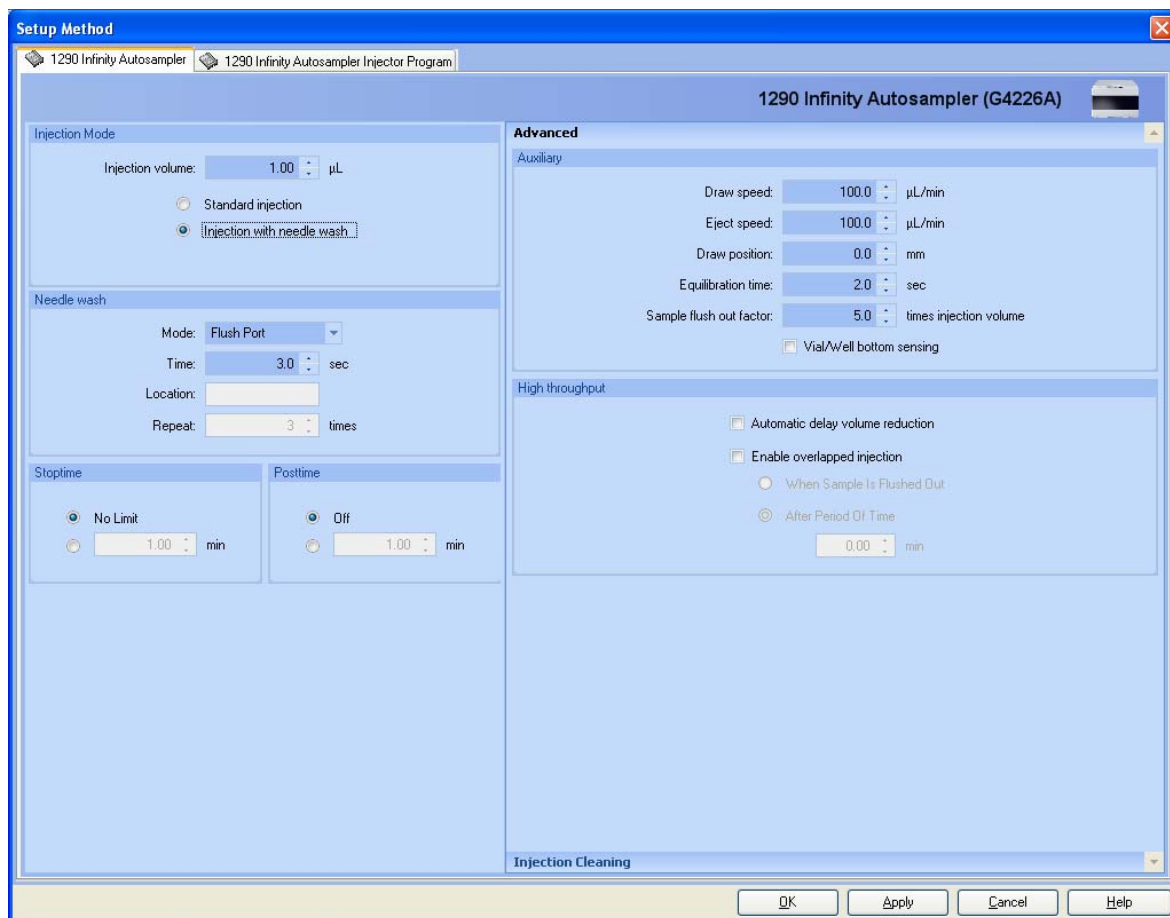 Setup Method
1290 Infinity Autosampler
1290 Infinity Autosampler Injector Program
1290 Infinity Autosampler (G4226A)
Injection Mode
Injection volume: 1.00 µL
Standard injection
Injection with needle wash
Needle wash
Mode: Flush Port
Time: 3.0 sec
Location:
Repeat: 3 times
Stoptime
No Limit
1.00 min
Posttime
Off
1.00 min
Advanced
Auxiliary
Draw speed: 100.0 µL/min
Eject speed: 100.0 µL/min
Draw position: 0.0 mm
Equilibration time: 2.0 sec
Sample flush out factor: 5.0 times injection volume
Vial/Well bottom sensing
High throughput
Automatic delay volume reduction
Enable overlapped injection
When Sample Is Flushed Out
After Period Of Time
0.00 min
Injection Cleaning
OK
Apply
Cancel
Help